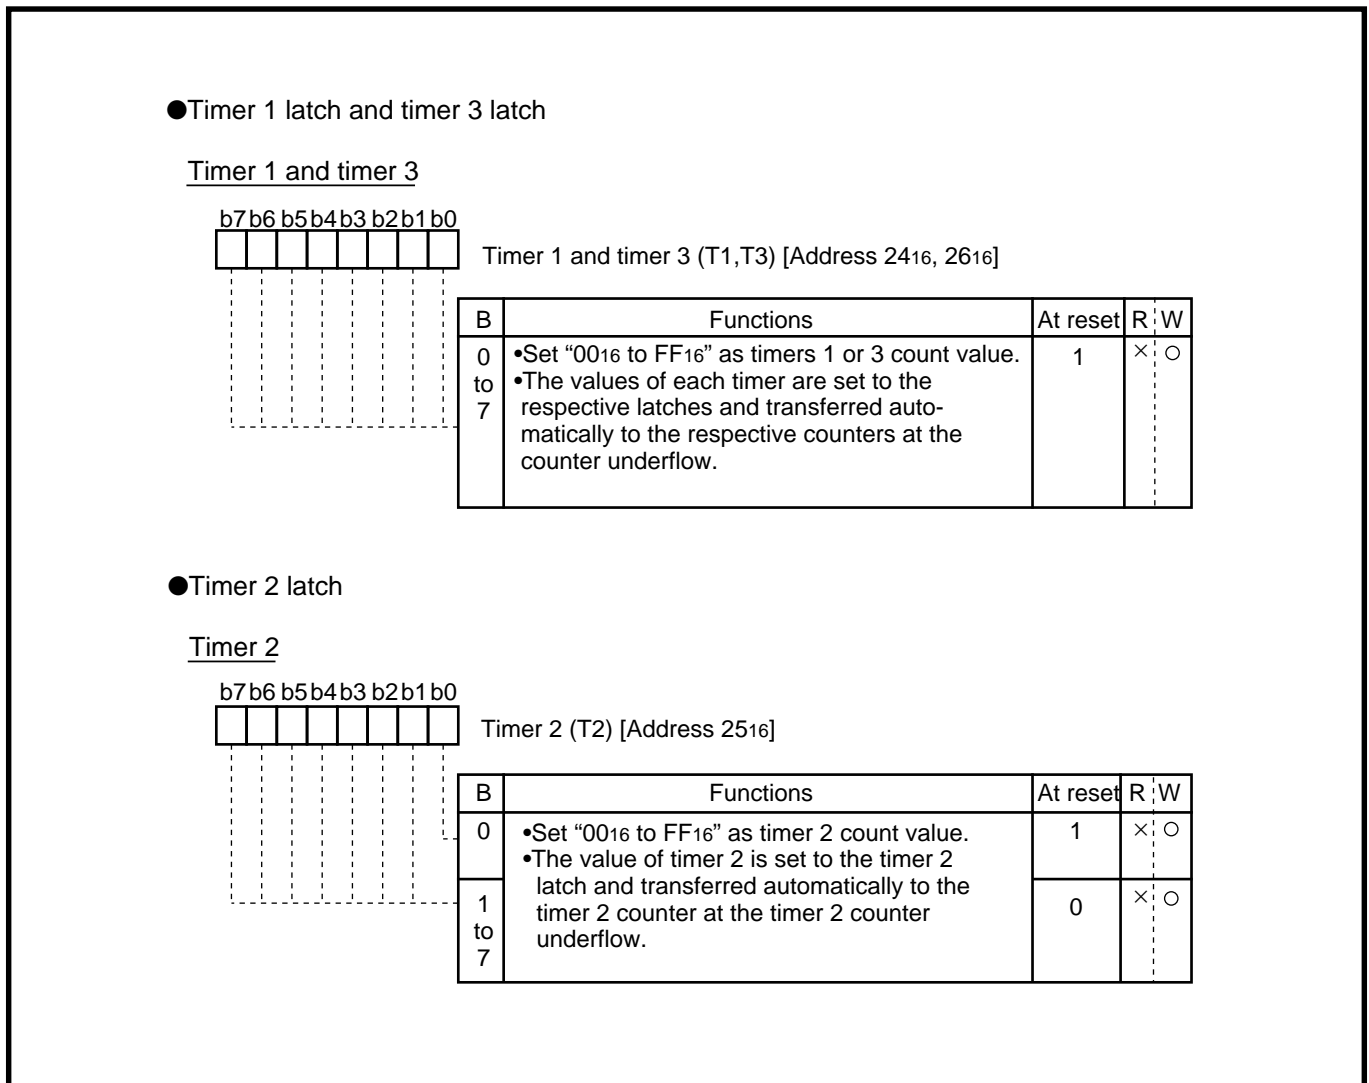 ●Timer 1 latch and timer 3 latch
Timer 1 and timer 3
b7 b6 b5 b4 b3 b2 b1 b0
Timer 1 and timer 3 (T1,T3) [Address 2416, 2616]
B Functions At reset R W
0 to 7
•Set “0016 to FF16” as timers 1 or 3 count value.
•The values of each timer are set to the
respective latches and transferred auto-
matically to the respective counters at the
counter underflow.
1 × ○
●Timer 2 latch
Timer 2
b7 b6 b5 b4 b3 b2 b1 b0
Timer 2 (T2) [Address 2516]
B Functions At reset R W
0
•Set “0016 to FF16” as timer 2 count value.
•The value of timer 2 is set to the timer 2
latch and transferred automatically to the
timer 2 counter at the timer 2 counter
underflow.
1 × ○
1 to 7
0 × ○